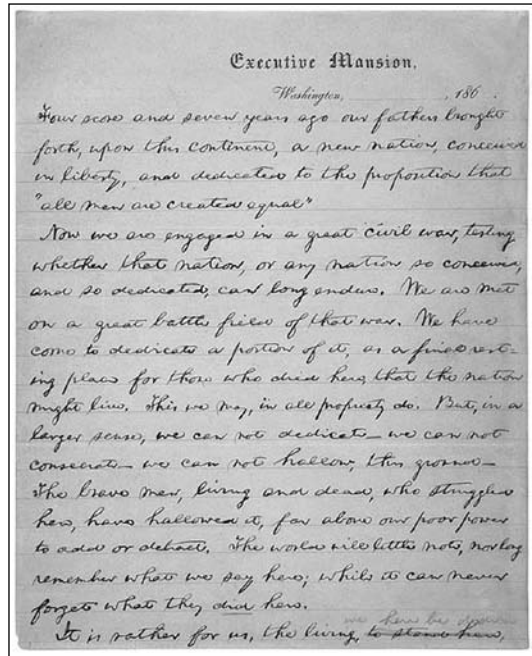 Executive Mansion,
Washington, , 186 .
Four score and seven years ago our fathers brought
forth, upon this continent, a new nation, conceived
in liberty, and dedicated to the proposition that
"all men are created equal"
Now we are engaged in a great civil war, testing
whether that nation, or any nation so conceived,
and so dedicated, can long endure. We are met
on a great battle field of that war. We have
come to dedicate a portion of it, as a final rest-
ing place for those who died here, that the nation
might live. This we may, in all propriety do. But, in a
larger sense, we can not dedicate — we can not
consecrate — we can not hallow, this ground —
The brave men, living and dead, who struggled
here, have hallowed it, far above our poor power
to add or detract. The world will little note, nor long
remember what we say here; while it can never
forget what they did here.
we here be dedica
It is rather for us, the living, to stand here,